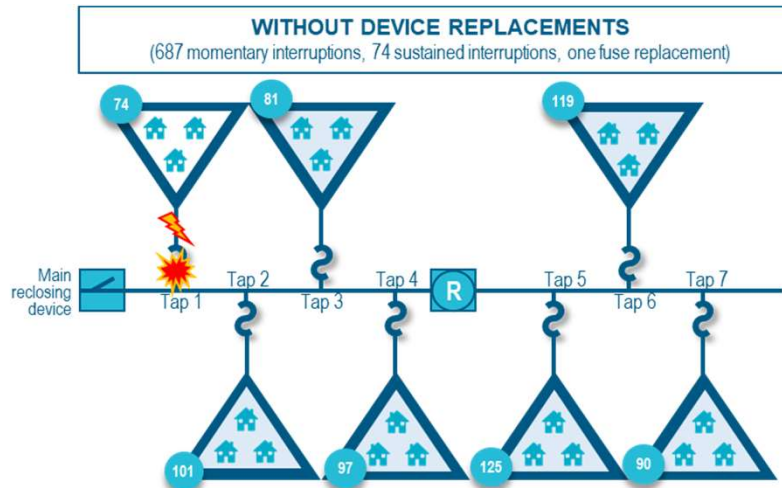 WITHOUT DEVICE REPLACEMENTS
(687 momentary interruptions, 74 sustained interruptions, one fuse replacement)
74
81
119
Main
reclosing
device
Tap 1
Tap 2
Tap 3
Tap 4
R
Tap 5
Tap 6
Tap 7
101
97
125
90